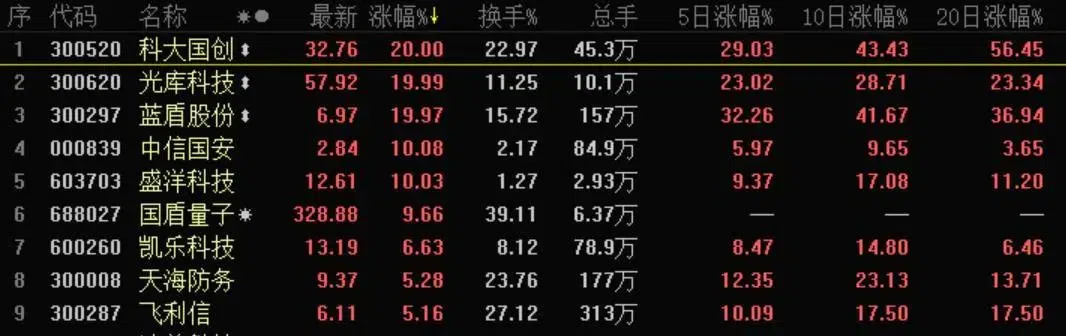 序 代码 名称 ☀● 最新 涨幅%↓ 换手% 总手 5日涨幅% 10日涨幅% 20日涨幅%
1 300520 科大国创 32.76 20.00 22.97 45.3万 29.03 43.43 56.45
2 300620 光库科技 57.92 19.99 11.25 10.1万 23.02 28.71 23.34
3 300297 蓝盾股份 6.97 19.97 15.72 157万 32.26 41.67 36.94
4 000839 中信国安 2.84 10.08 2.17 84.9万 5.97 9.65 3.65
5 603703 盛洋科技 12.61 10.03 1.27 2.93万 9.37 17.08 11.20
6 688027 国盾量子 328.88 9.66 39.11 6.37万 — — —
7 600260 凯乐科技 13.19 6.63 8.12 78.9万 8.47 14.80 6.46
8 300008 天海防务 9.37 5.28 23.76 177万 12.35 23.13 13.71
9 300287 飞利信 6.11 5.16 27.12 313万 10.09 17.50 17.50